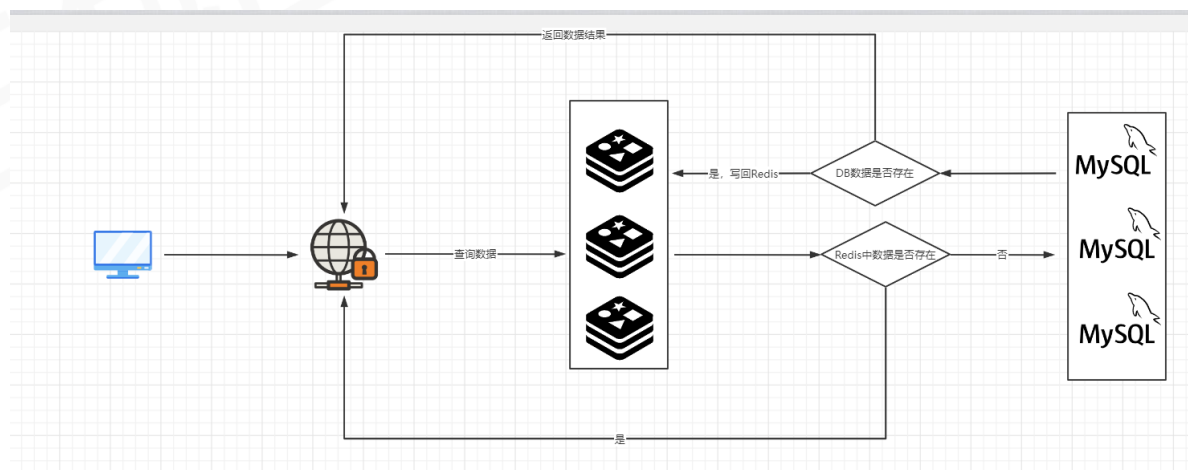 返回数据结果
MySQL
是，写回Redis
DB数据是否存在
查询数据
Redis中数据是否存在
否
MySQL
MySQL
是